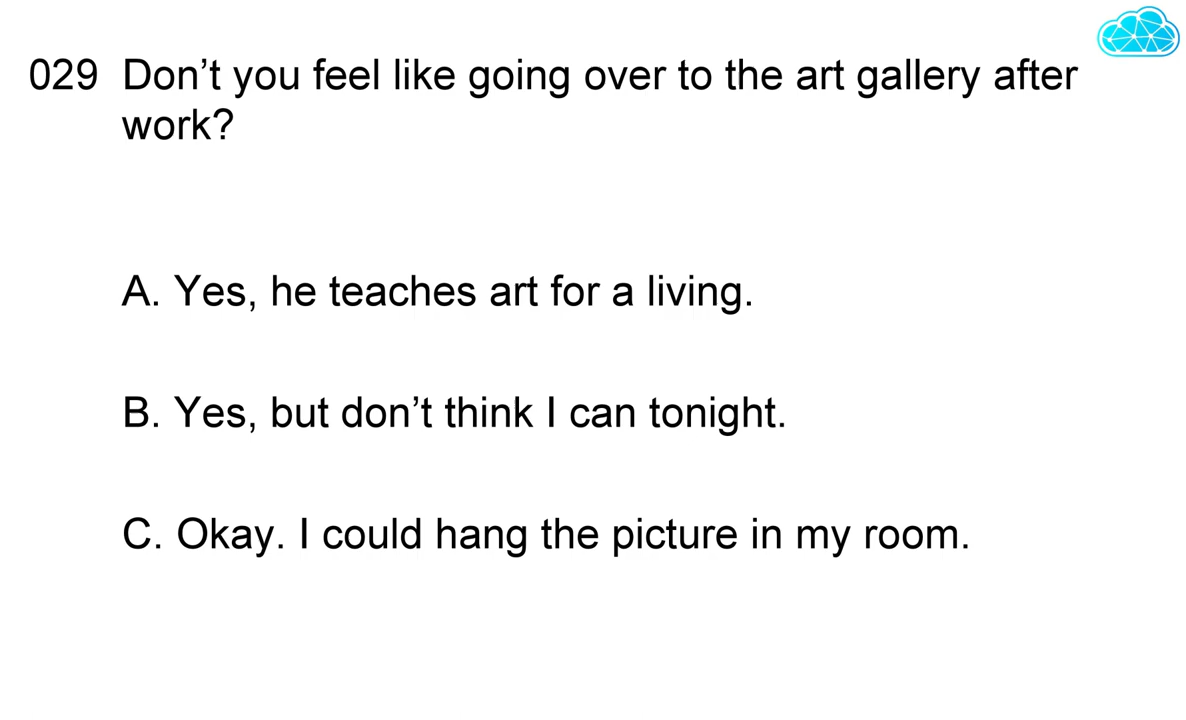 029 Don’t you feel like going over to the art gallery after
work?
A. Yes, he teaches art for a living.
B. Yes, but don’t think I can tonight.
C. Okay. I could hang the picture in my room.